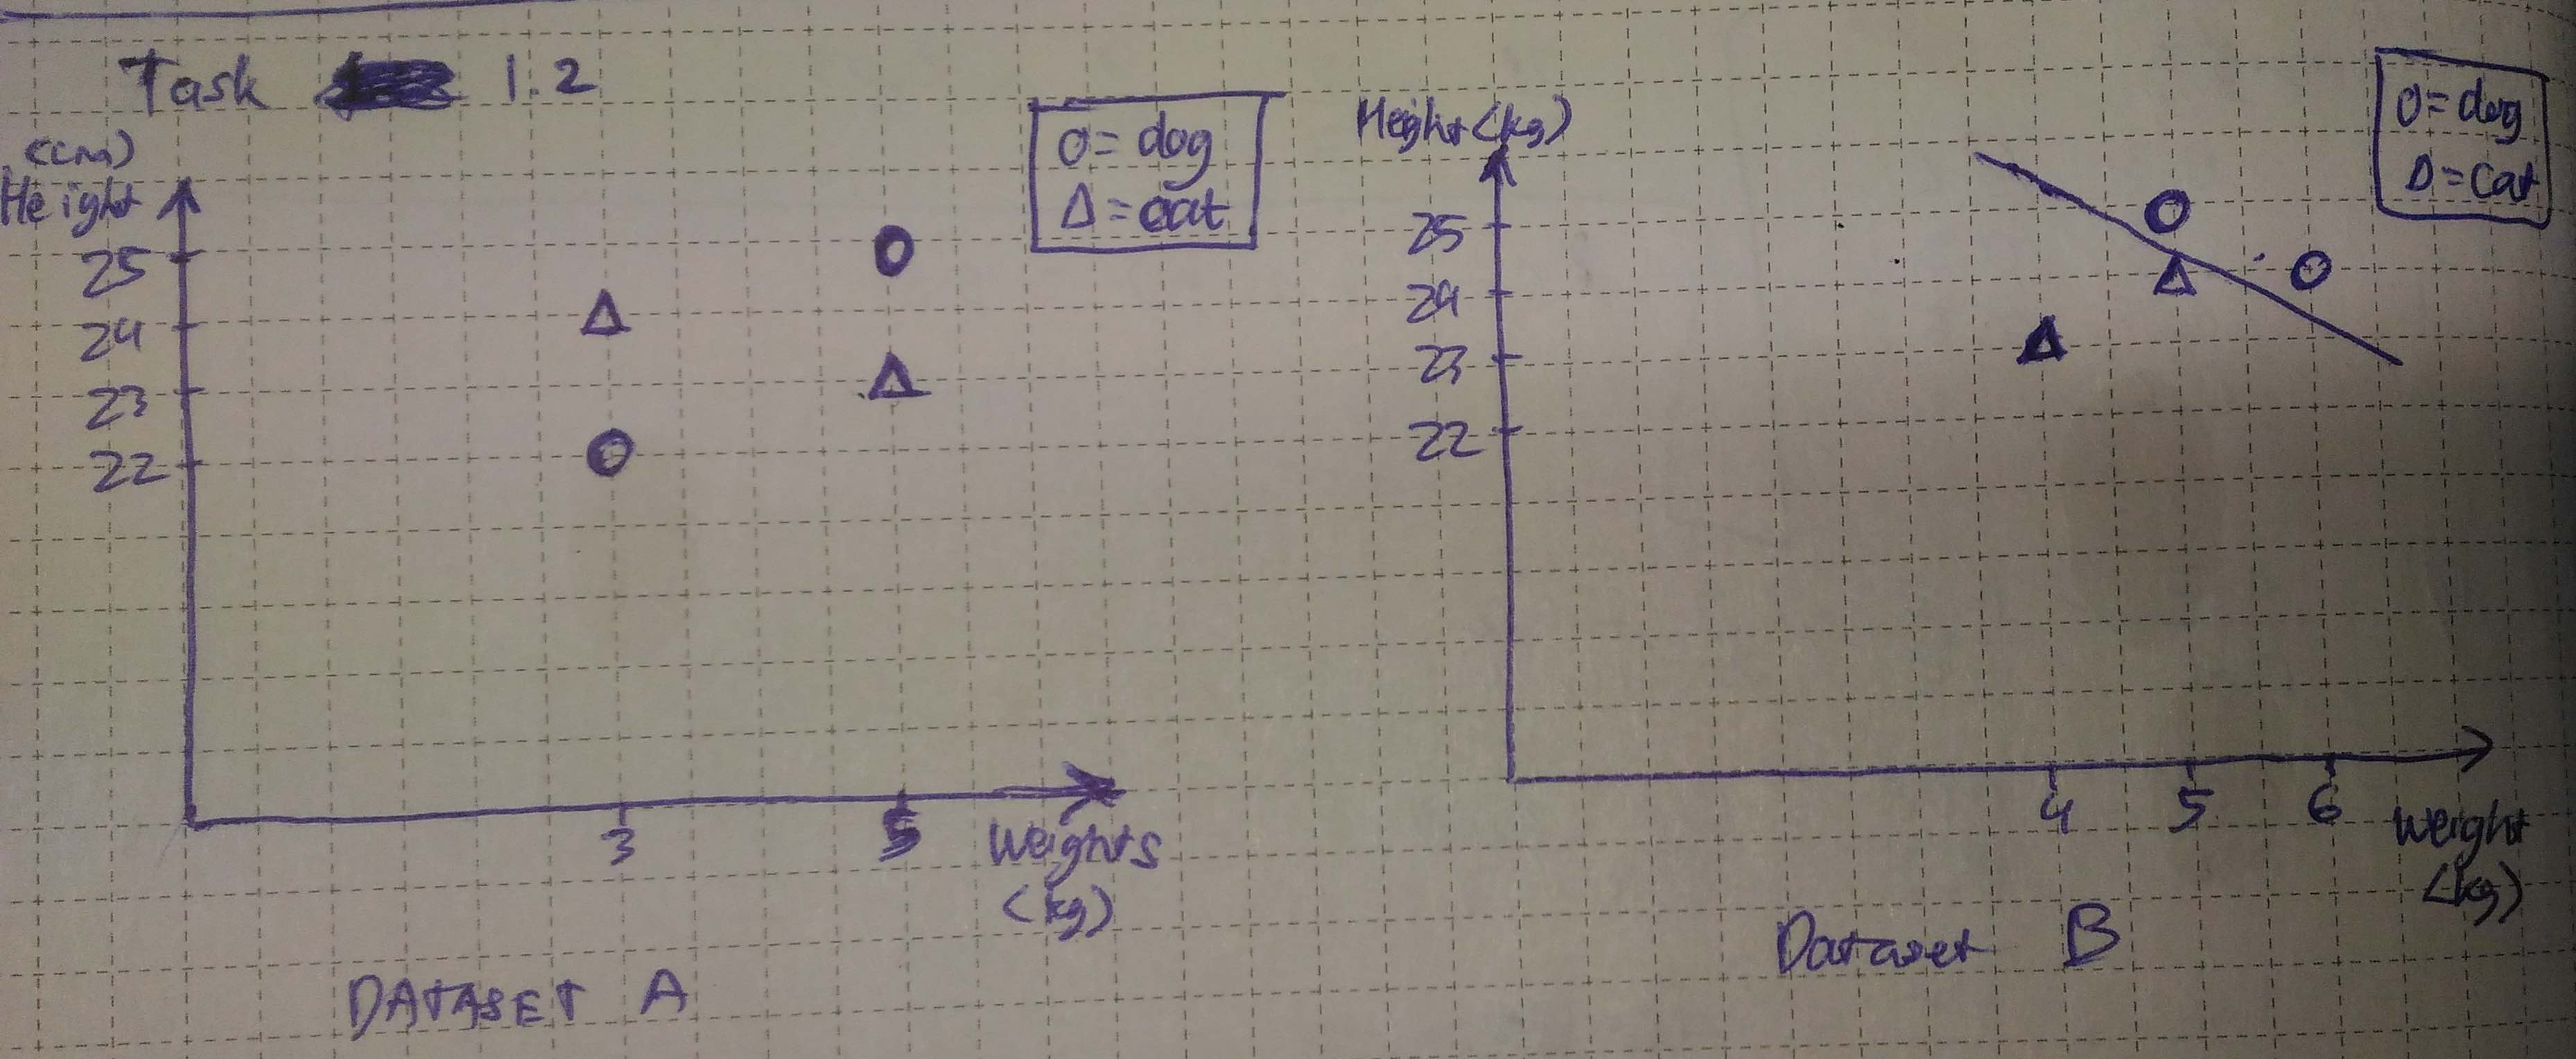 Task 1.2
(cm)
Height
25
24
23
22
3
5
Weights
(kg)
O = dog
Δ = cat
DATASET A
Height (kg)
25
24
23
22
4
5
6
Weight
(kg)
O = dog
Δ = cat
Dataset B